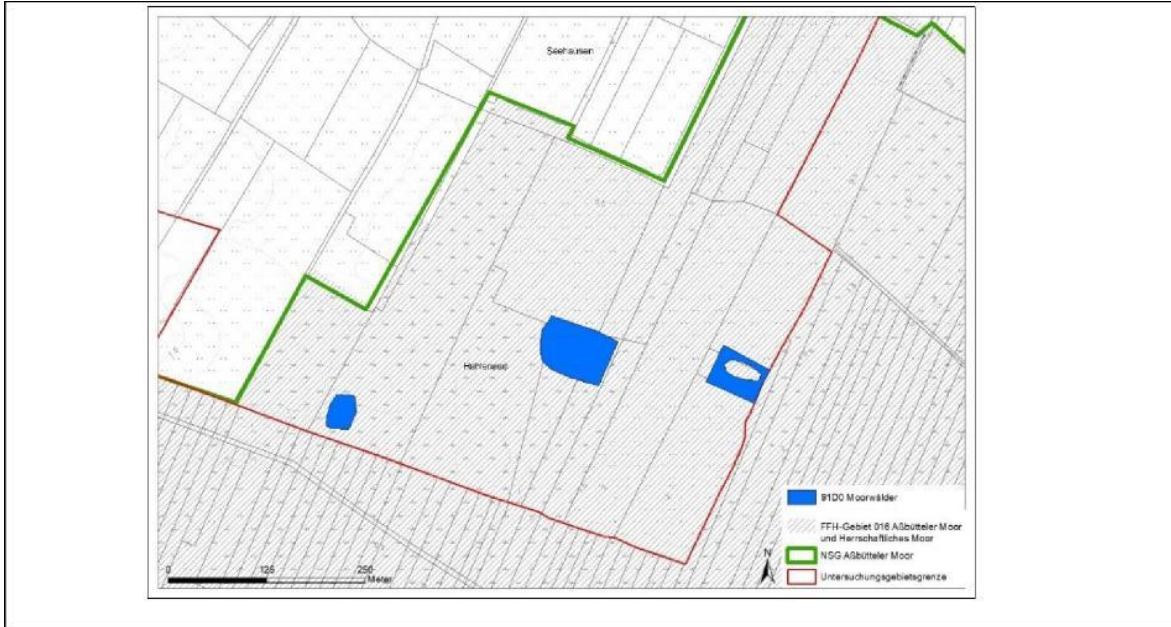 Seehausen
91D0 Moorwälder
FFH-Gebiet 016 Aßbütteler Moor
und Herrschaftliches Moor
NSG Aßbütteler Moor
Untersuchungsgebietsgrenze
N
0 125 250
Meter